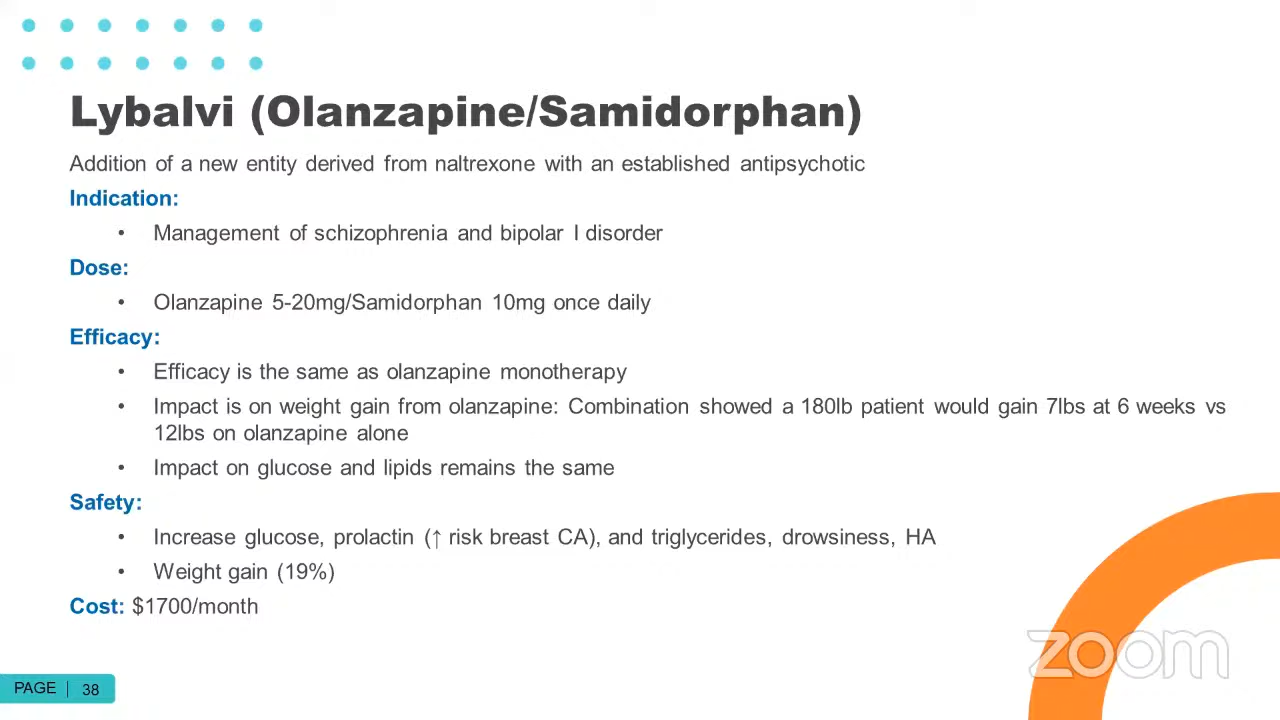 Lybalvi (Olanzapine/Samidorphan)
Addition of a new entity derived from naltrexone with an established antipsychotic
Indication:
• Management of schizophrenia and bipolar I disorder
Dose:
• Olanzapine 5-20mg/Samidorphan 10mg once daily
Efficacy:
• Efficacy is the same as olanzapine monotherapy
• Impact is on weight gain from olanzapine: Combination showed a 180lb patient would gain 7lbs at 6 weeks vs
12lbs on olanzapine alone
• Impact on glucose and lipids remains the same
Safety:
• Increase glucose, prolactin (↑ risk breast CA), and triglycerides, drowsiness, HA
• Weight gain (19%)
Cost: $1700/month
zoom
PAGE | 38